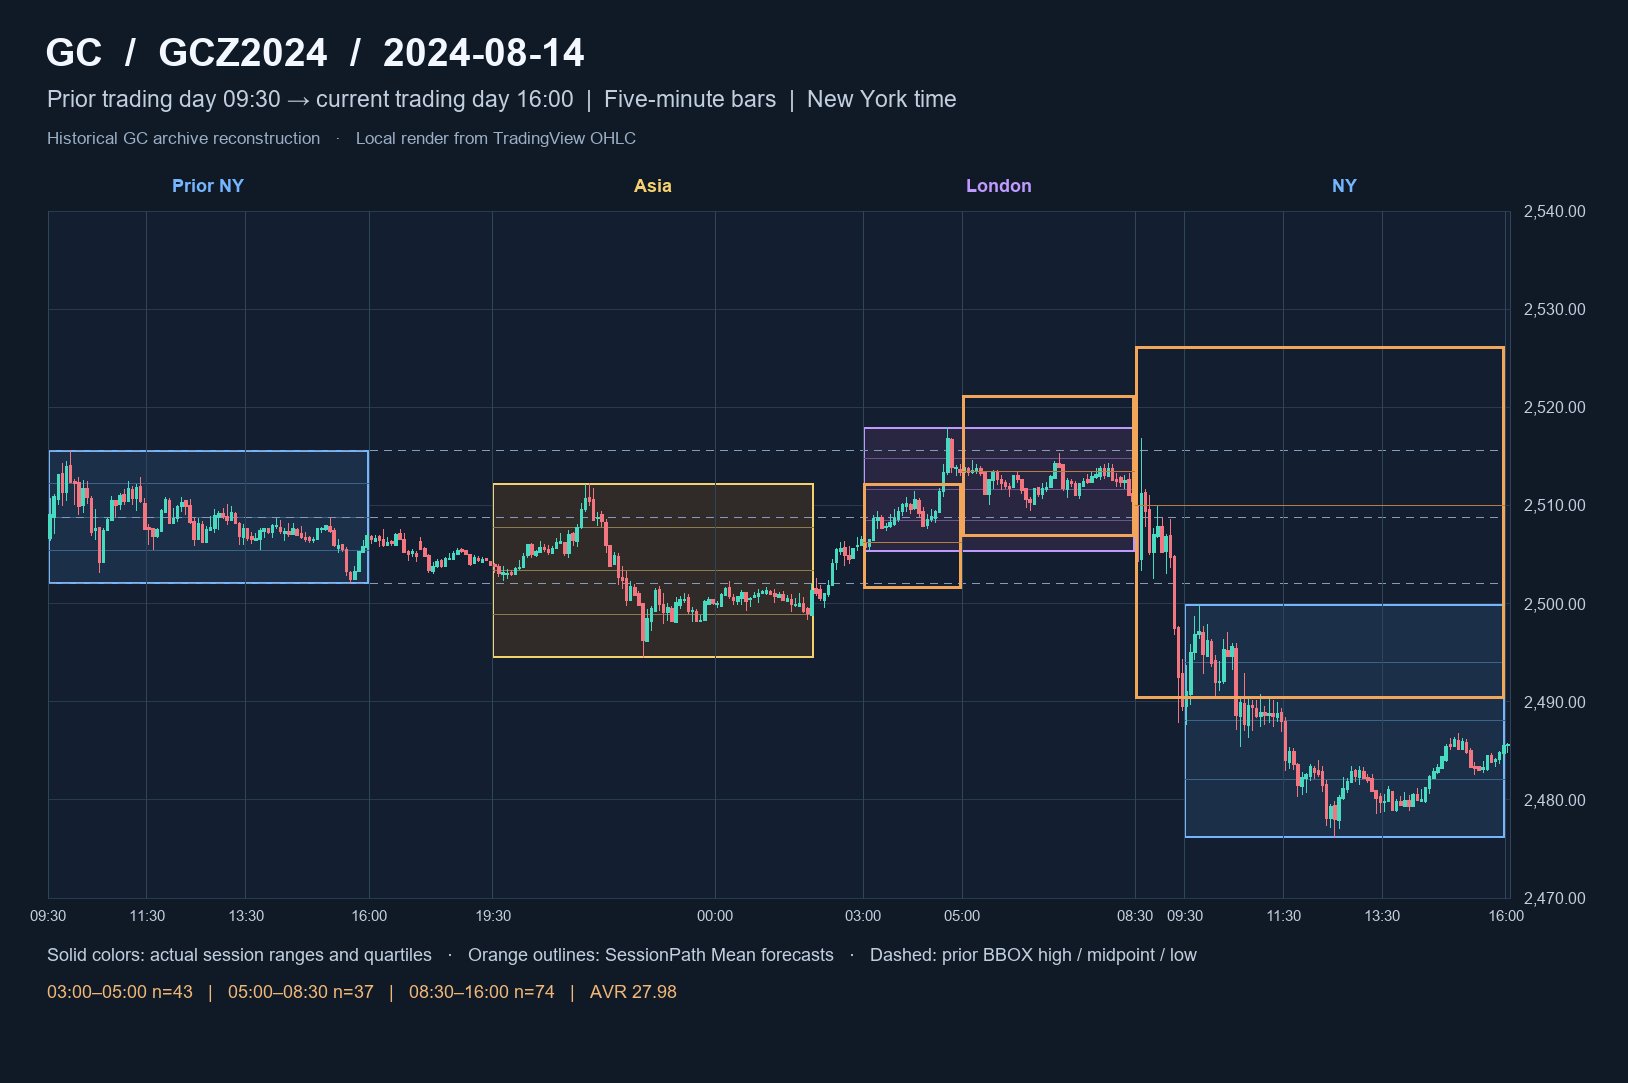 GC / GCZ2024 / 2024-08-14
Prior trading day 09:30 → current trading day 16:00 | Five-minute bars | New York time
Historical GC archive reconstruction · Local render from TradingView OHLC
Prior NY Asia London NY
2,540.00
2,530.00
2,520.00
2,510.00
2,500.00
2,490.00
2,480.00
2,470.00
09:30 11:30 13:30 16:00 19:30 00:00 03:00 05:00 08:30 09:30 11:30 13:30 16:00
Solid colors: actual session ranges and quartiles · Orange outlines: SessionPath Mean forecasts · Dashed: prior BBOX high / midpoint / low
03:00–05:00 n=43 | 05:00–08:30 n=37 | 08:30–16:00 n=74 | AVR 27.98